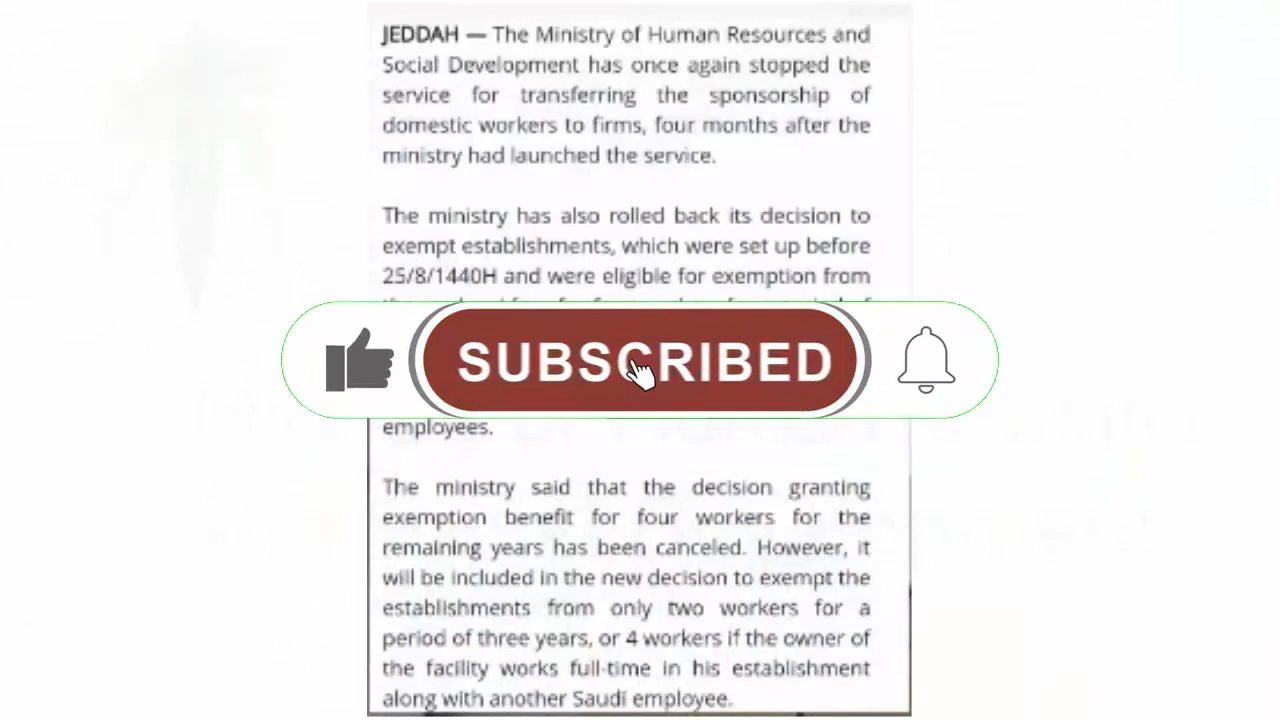 JEDDAH — The Ministry of Human Resources and
Social Development has once again stopped the
service for transferring the sponsorship of
domestic workers to firms, four months after the
ministry had launched the service.
The ministry has also rolled back its decision to
exempt establishments, which were set up before
25/8/1440H and were eligible for exemption from
SUBSCRIBED
employees.
The ministry said that the decision granting
exemption benefit for four workers for the
remaining years has been canceled. However, it
will be included in the new decision to exempt the
establishments from only two workers for a
period of three years, or 4 workers if the owner of
the facility works full-time in his establishment
along with another Saudi employee.